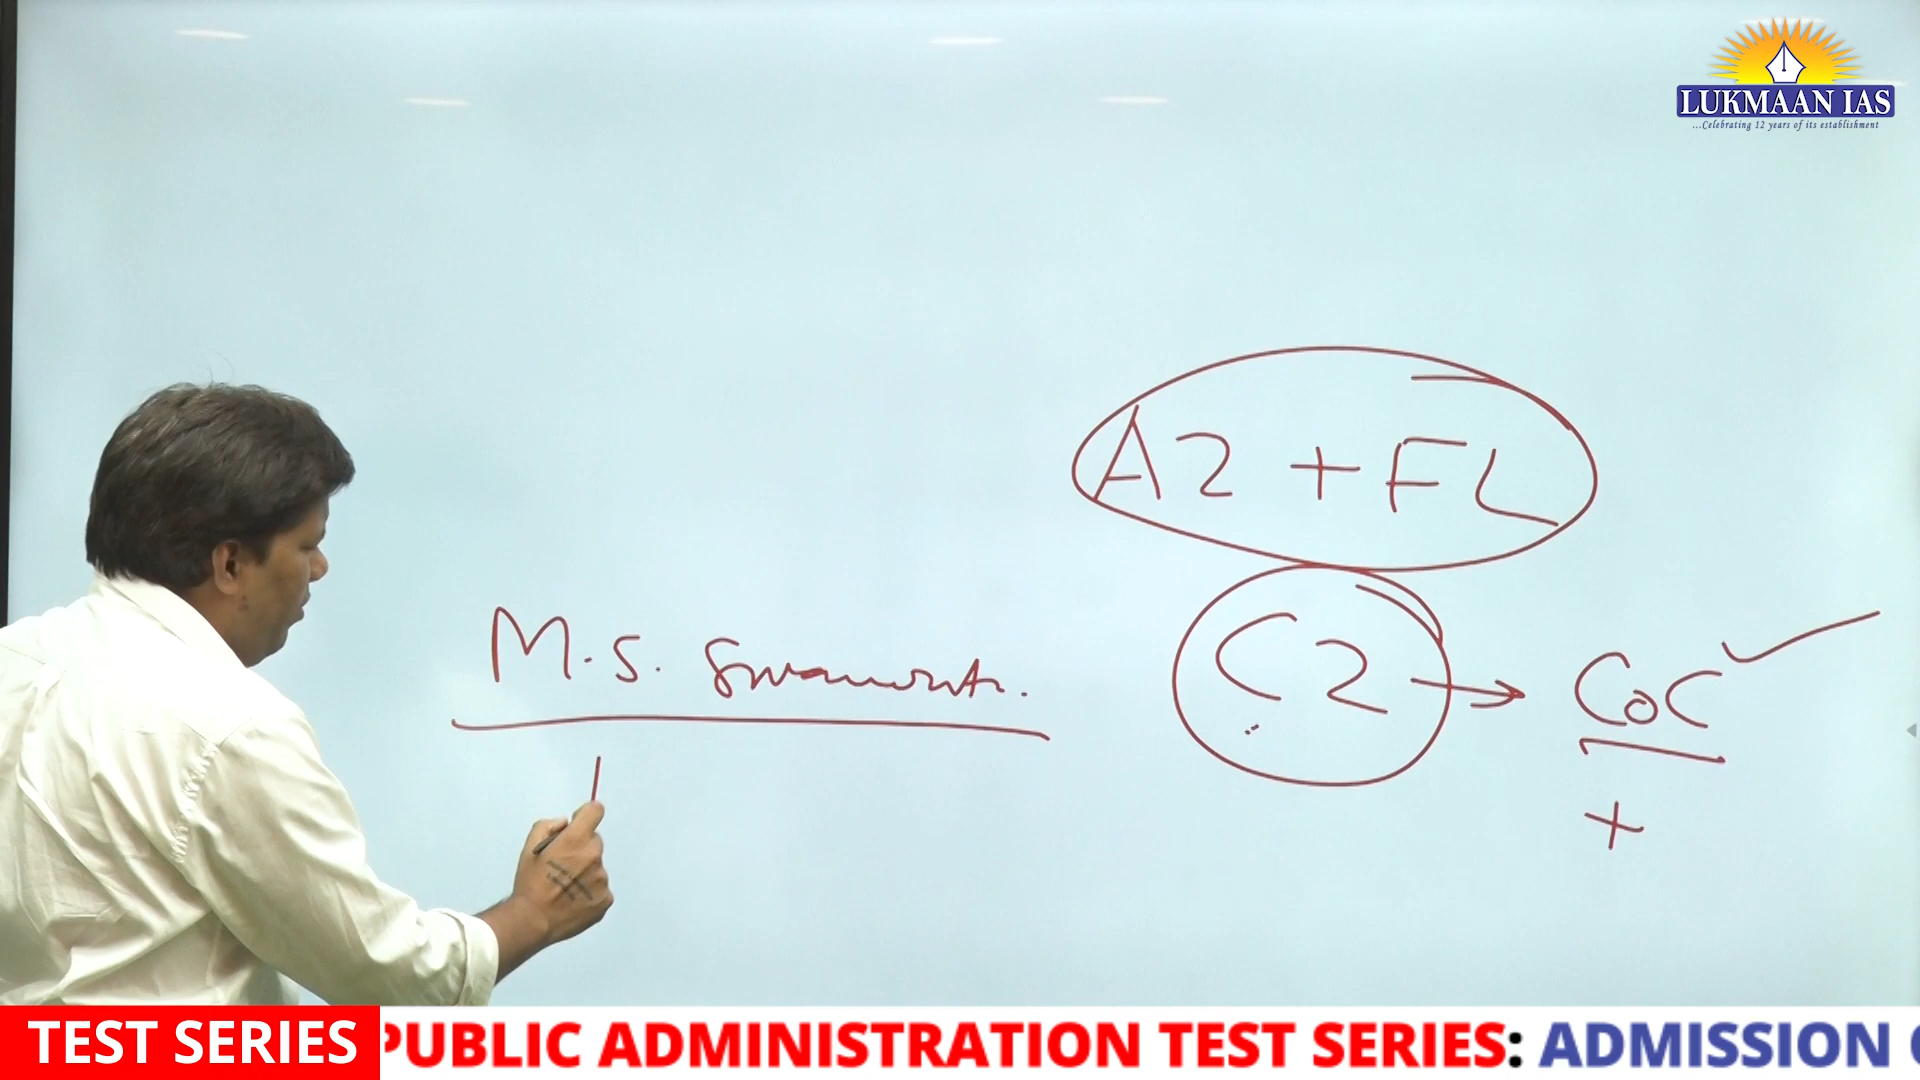 LUKMAAN IAS
...Celebrating 12 years of its establishment
A2 + FL
M.S.
C2 → CoC ✓
+
TEST SERIES
PUBLIC ADMINISTRATION TEST SERIES: ADMISSION